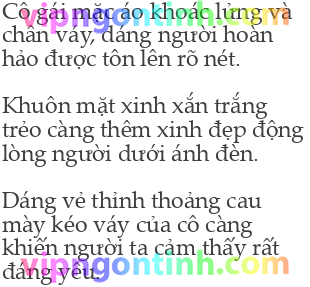 Cô gái mặc áo khoác lửng và
chân váy, dáng người hoàn
hảo được tôn lên rõ nét.
Khuôn mặt xinh xắn trắng
trẻo càng thêm xinh đẹp động
lòng người dưới ánh đèn.
Dáng vẻ thỉnh thoảng cau
mày kéo váy của cô càng
khiến người ta cảm thấy rất
đáng yêu.
vipngontinh.com
vipngontinh.com